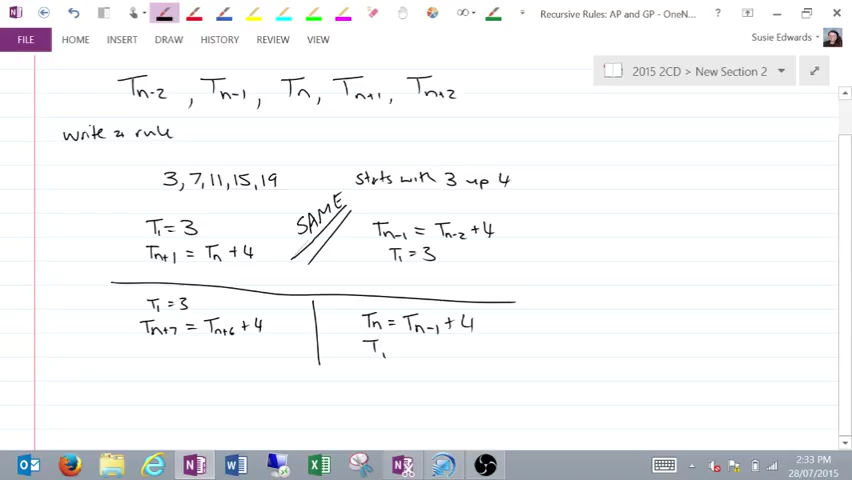 Recursive Rules: AP and GP - OneN...
Susie Edwards
FILE HOME INSERT DRAW HISTORY REVIEW VIEW
2015 2CD > New Section 2
Tn-2 , Tn-1 , Tn , Tn+1 , Tn+2
write a rule
3, 7, 11, 15, 19 starts with 3 up 4
SAME
T1 = 3 Tn-1 = Tn-2 + 4
Tn+1 = Tn + 4 T1 = 3
T1 = 3
Tn+7 = Tn+6 + 4 Tn = Tn-1 + 4
T1
2:33 PM
28/07/2015